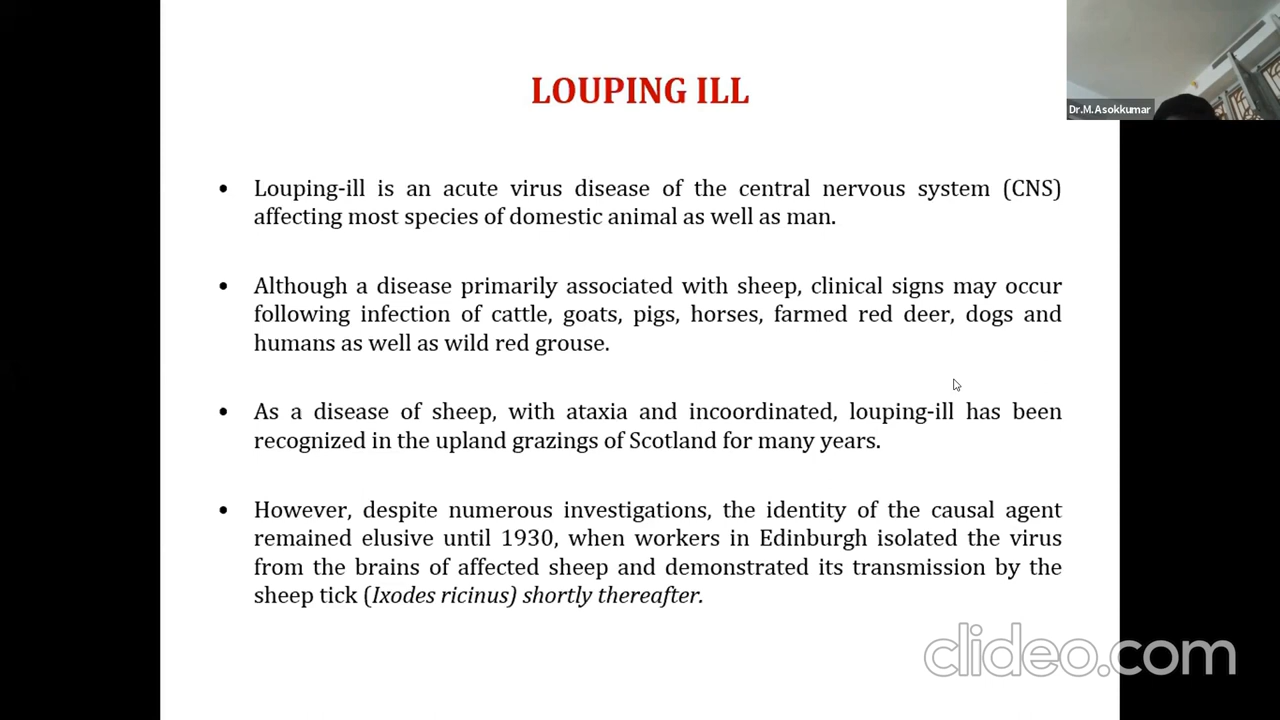 LOUPING ILL
Dr.M.Asokkumar
• Louping-ill is an acute virus disease of the central nervous system (CNS)
affecting most species of domestic animal as well as man.
• Although a disease primarily associated with sheep, clinical signs may occur
following infection of cattle, goats, pigs, horses, farmed red deer, dogs and
humans as well as wild red grouse.
• As a disease of sheep, with ataxia and incoordinated, louping-ill has been
recognized in the upland grazings of Scotland for many years.
• However, despite numerous investigations, the identity of the causal agent
remained elusive until 1930, when workers in Edinburgh isolated the virus
from the brains of affected sheep and demonstrated its transmission by the
sheep tick (Ixodes ricinus) shortly thereafter.
clideo.com